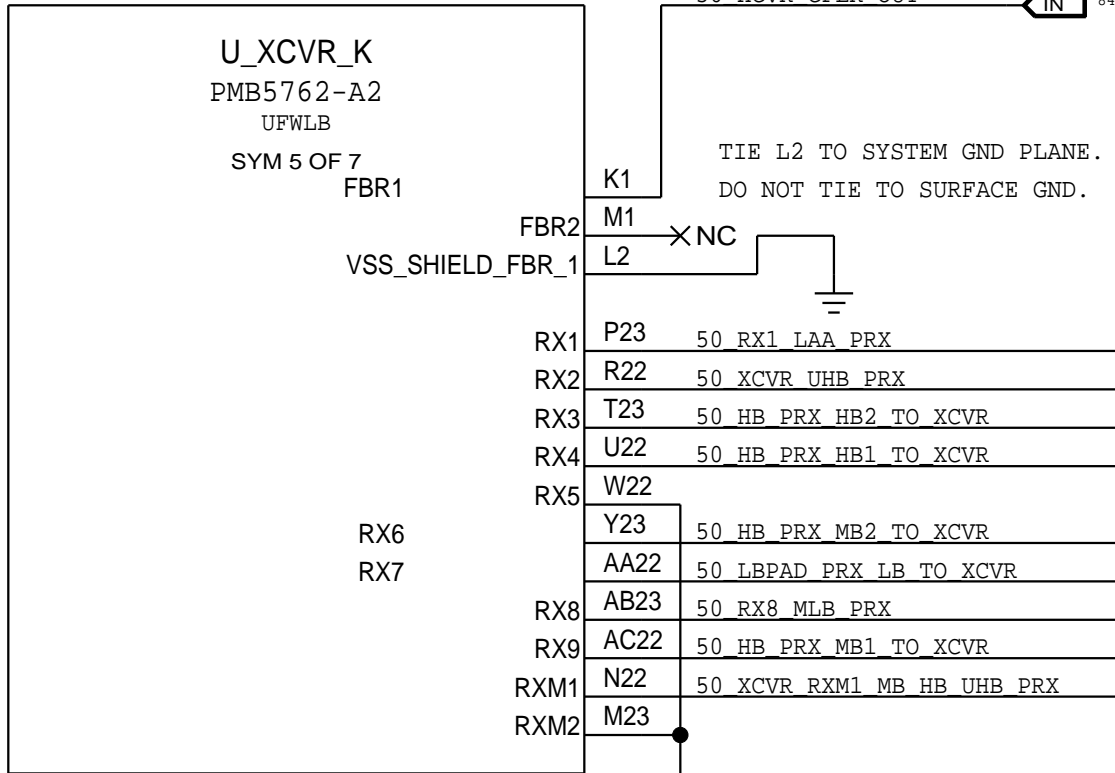 IN
U_XCVR_K
PMB5762-A2
UFWLB
SYM 5 OF 7
TIE L2 TO SYSTEM GND PLANE.
DO NOT TIE TO SURFACE GND.
FBR1 K1
FBR2 M1 NC
VSS_SHIELD_FBR_1 L2
RX1 P23 50_RX1_LAA_PRX
RX2 R22 50_XCVR_UHB_PRX
RX3 T23 50_HB_PRX_HB2_TO_XCVR
RX4 U22 50_HB_PRX_HB1_TO_XCVR
RX5 W22
RX6 Y23 50_HB_PRX_MB2_TO_XCVR
RX7 AA22 50_LBPAD_PRX_LB_TO_XCVR
RX8 AB23 50_RX8_MLB_PRX
RX9 AC22 50_HB_PRX_MB1_TO_XCVR
RXM1 N22 50_XCVR_RXM1_MB_HB_UHB_PRX
RXM2 M23